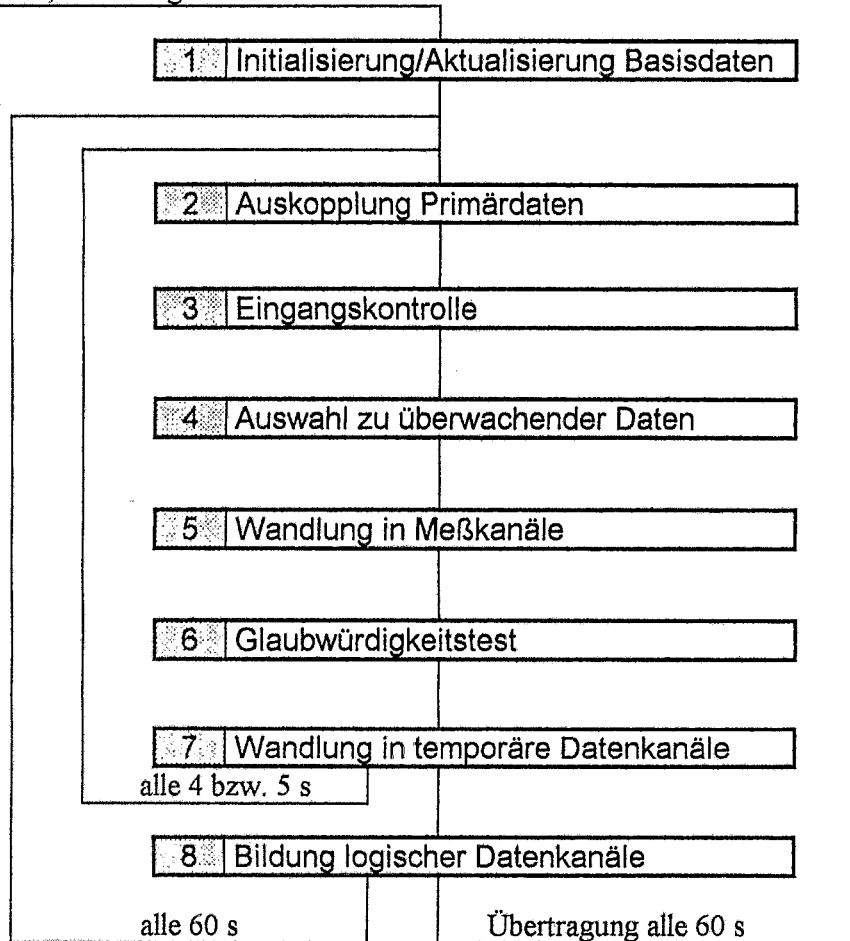 1 Initialisierung/Aktualisierung Basisdaten
2 Auskopplung Primärdaten
3 Eingangskontrolle
4 Auswahl zu überwachender Daten
5 Wandlung in Meßkanäle
6 Glaubwürdigkeitstest
7 Wandlung in temporäre Datenkanäle
alle 4 bzw. 5 s
8 Bildung logischer Datenkanäle
alle 60 s Übertragung alle 60 s